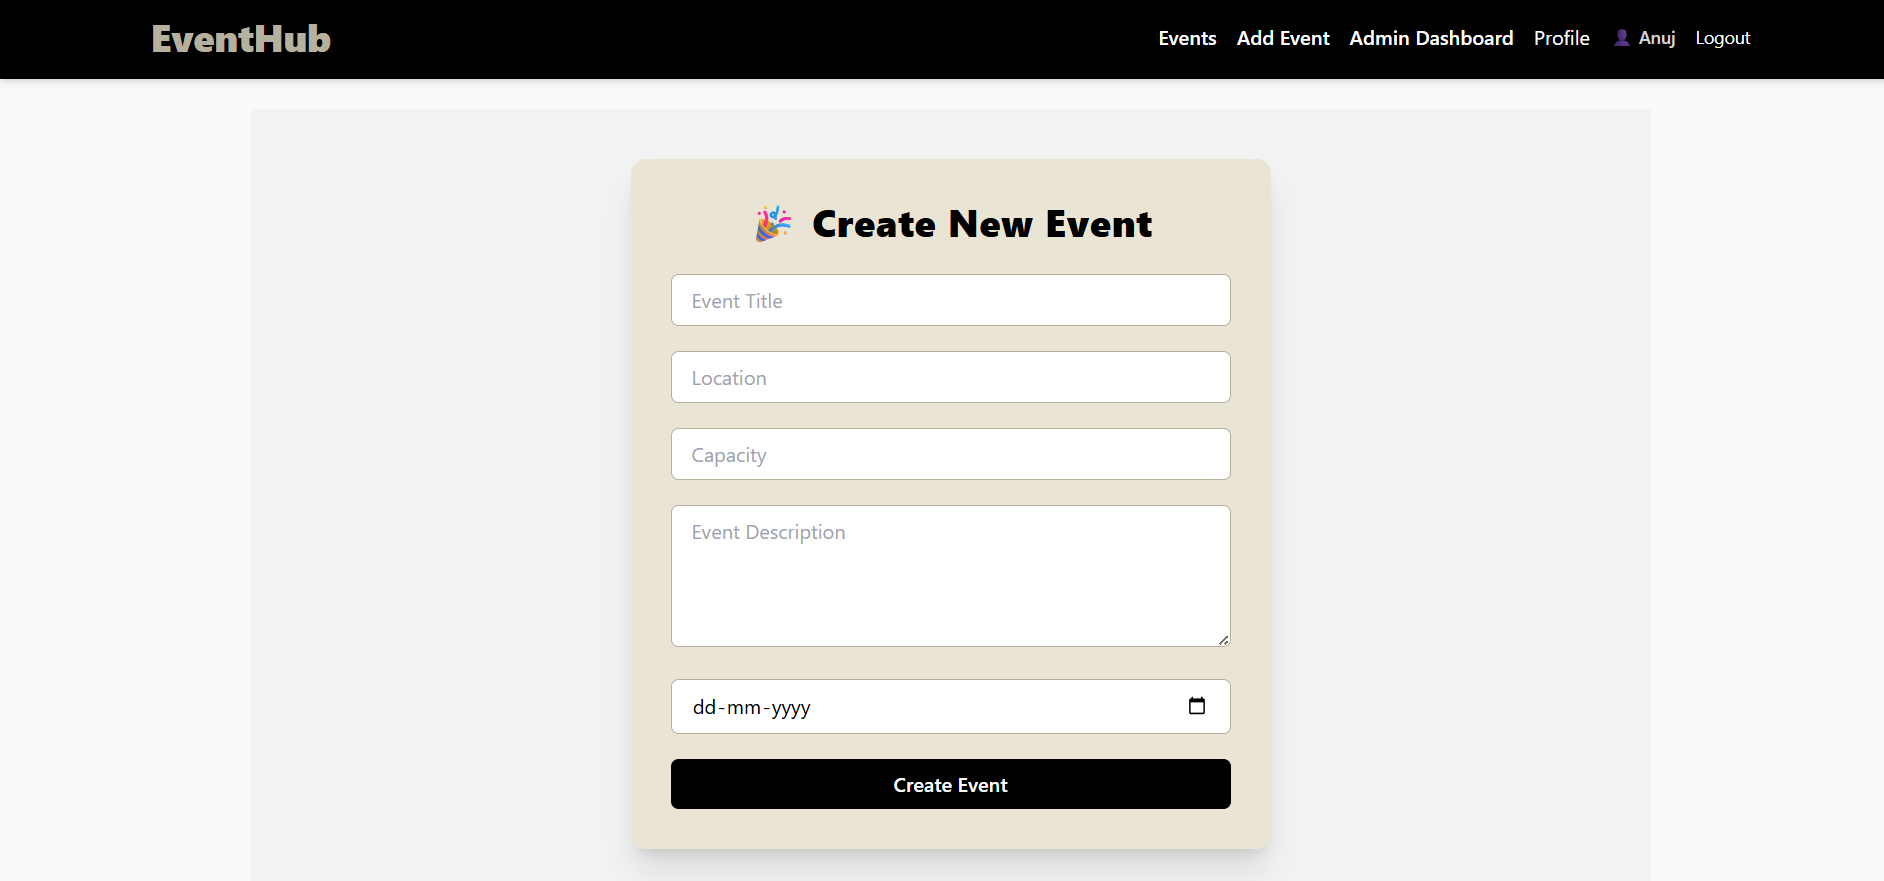 EventHub
Events Add Event Admin Dashboard Profile 👤 Anuj Logout
🎉 Create New Event
Event Title
Location
Capacity
Event Description
dd-mm-yyyy
Create Event